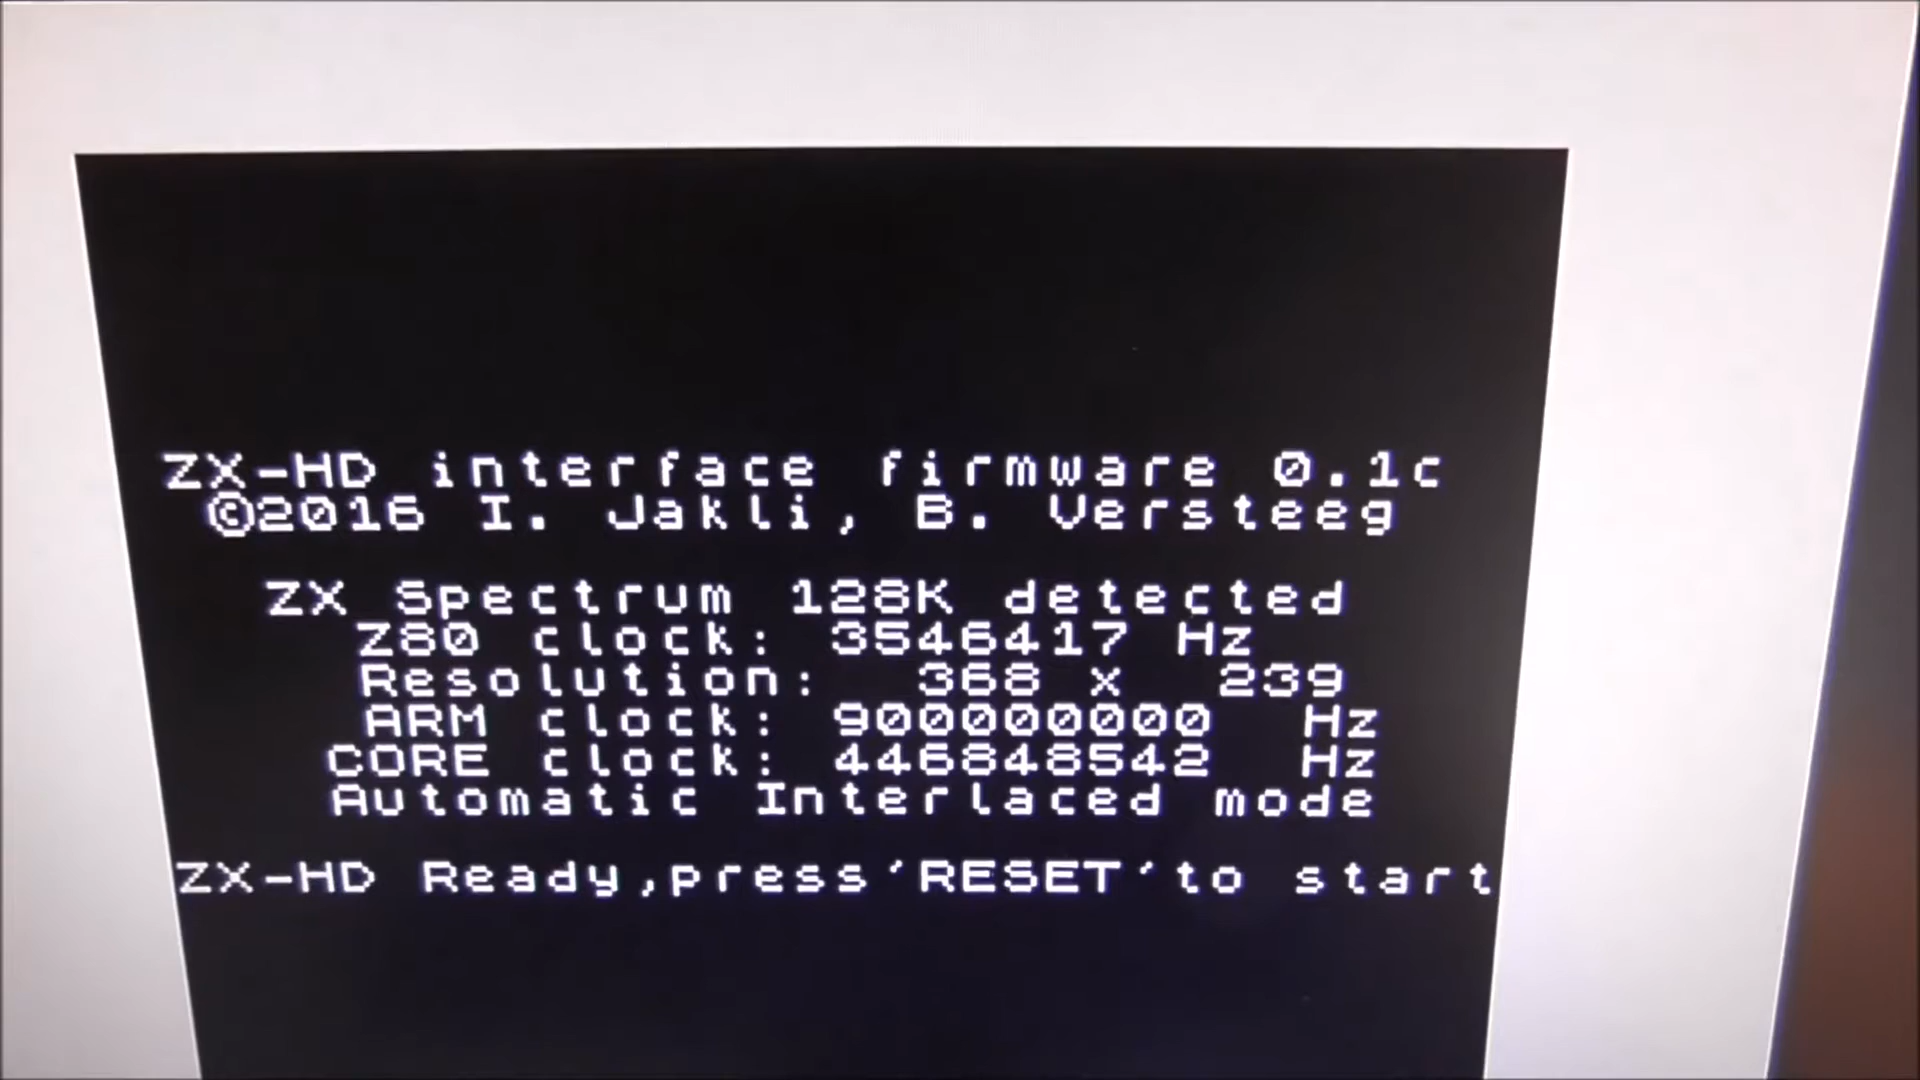 ZX-HD interface firmware 0.1c
©2016 I. Jakli, B. Versteeg
ZX Spectrum 128K detected
Z80 clock: 3546417 Hz
Resolution: 368 x 239
ARM clock: 900000000 Hz
CORE clock: 446848542 Hz
Automatic Interlaced mode
ZX-HD Ready,press'RESET'to start